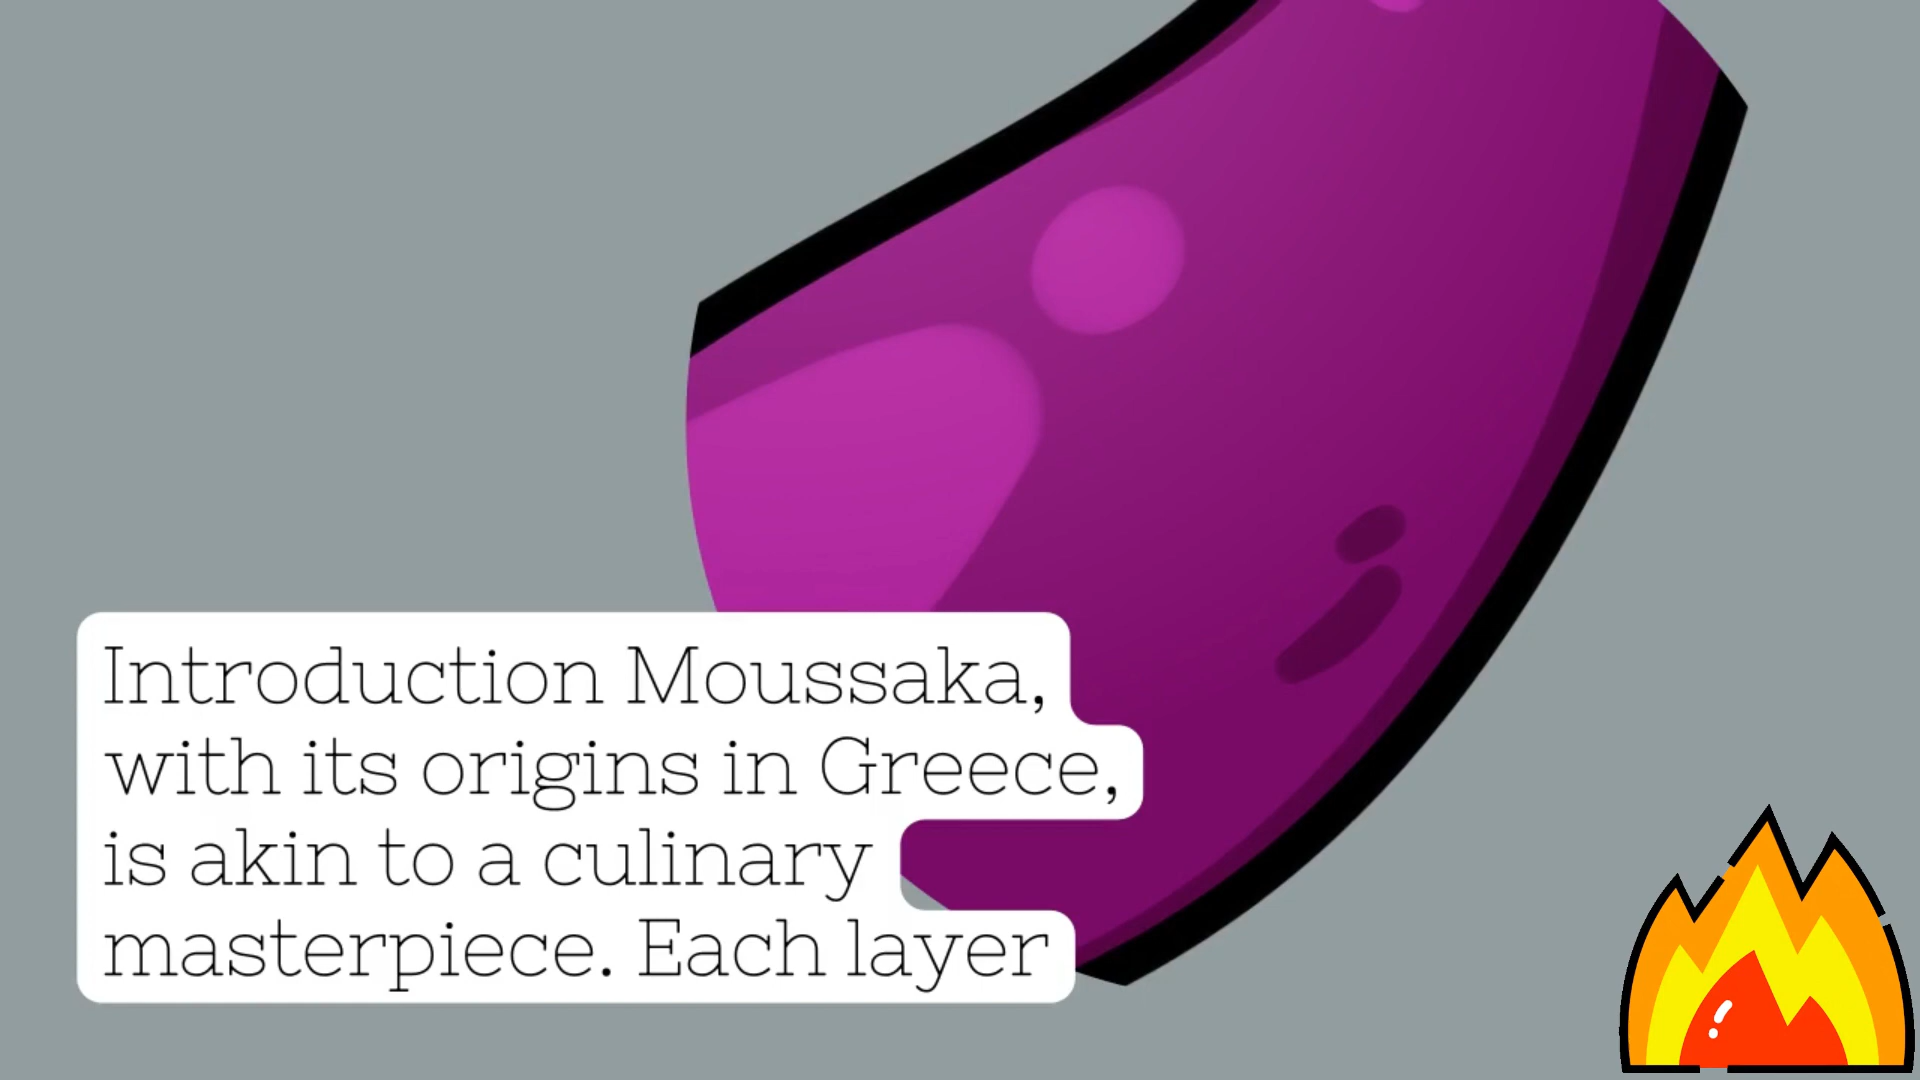 Introduction Moussaka,
with its origins in Greece,
is akin to a culinary
masterpiece. Each layer